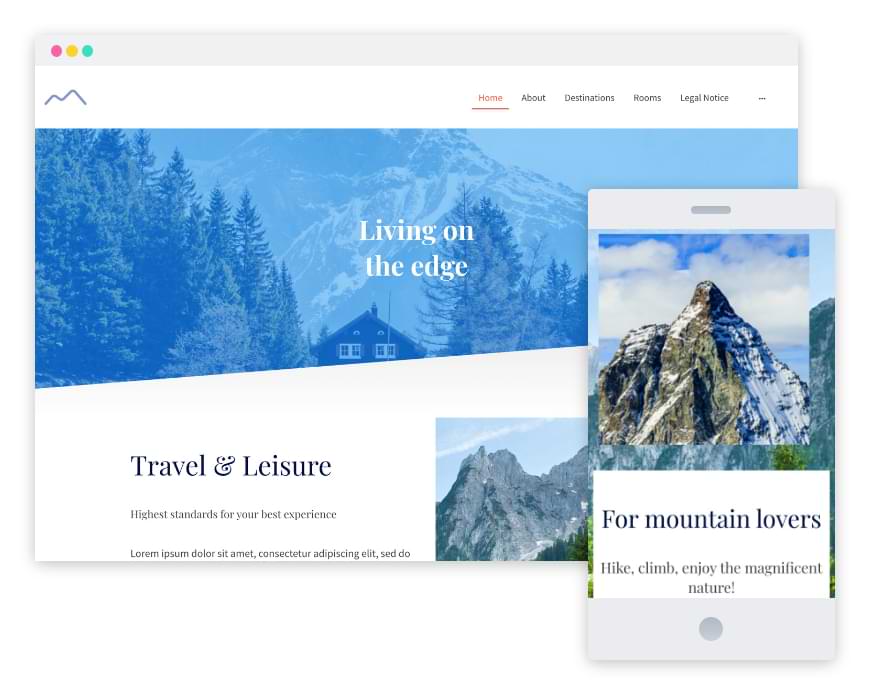 Home About Destinations Rooms Legal Notice ...
Living on
the edge
Travel & Leisure
Highest standards for your best experience
Lorem ipsum dolor sit amet, consectetur adipiscing elit, sed do
For mountain lovers
Hike, climb, enjoy the magnificent
nature!